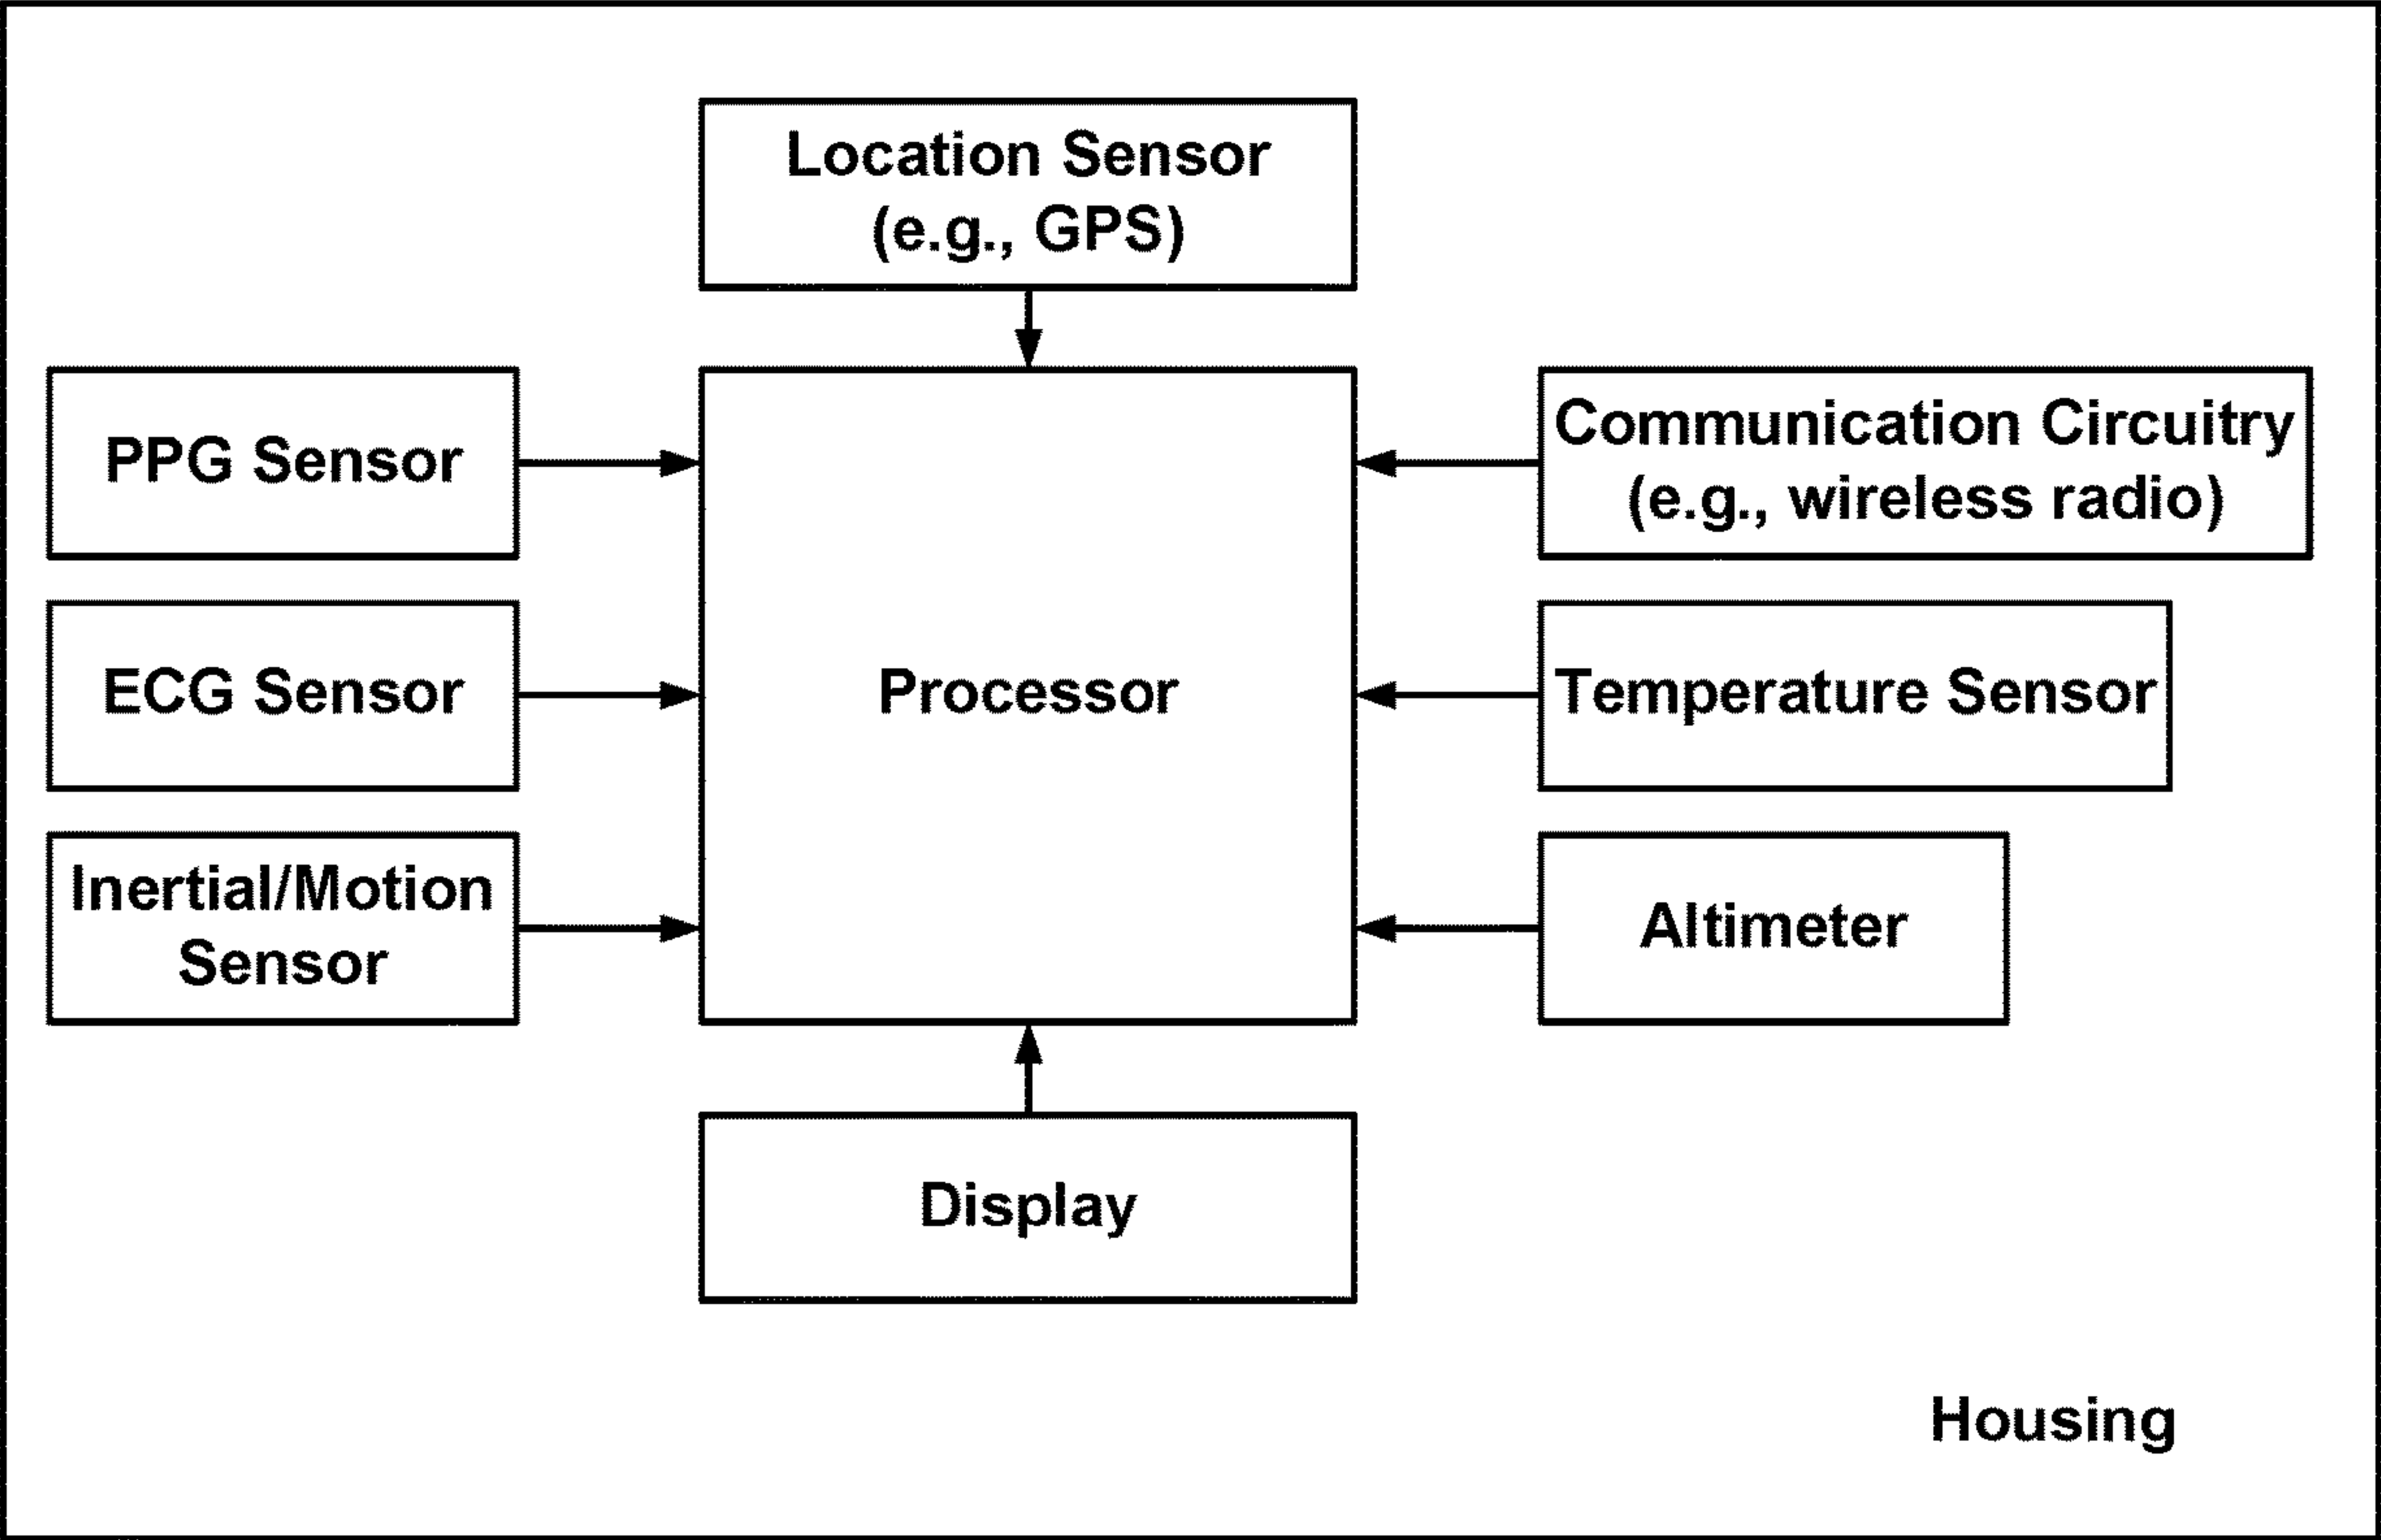 Location Sensor
(e.g., GPS)
PPG Sensor
Communication Circuitry
(e.g., wireless radio)
ECG Sensor
Processor
Temperature Sensor
Inertial/Motion
Sensor
Altimeter
Display
Housing